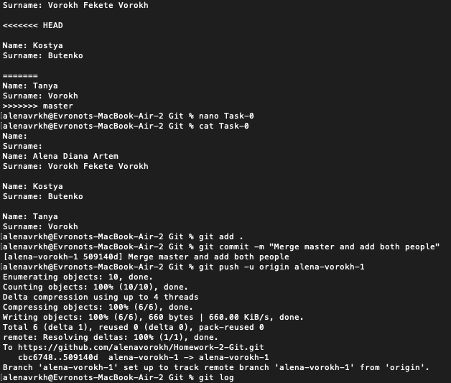 Surname: Vorokh Fekete Vorokh
<<<<<<< HEAD
Name: Kostya
Surname: Butenko
=======
Name: Tanya
Surname: Vorokh
>>>>>>> master
alenavrkh@Evronots-MacBook-Air-2 Git % nano Task-0
alenavrkh@Evronots-MacBook-Air-2 Git % cat Task-0
Name:
Surname:
Name: Alena Diana Artem
Surname: Vorokh Fekete Vorokh
Name: Kostya
Surname: Butenko
Name: Tanya
Surname: Vorokh
alenavrkh@Evronots-MacBook-Air-2 Git % git add .
alenavrkh@Evronots-MacBook-Air-2 Git % git commit -m "Merge master and add both people"
[alena-vorokh-1 509140d] Merge master and add both people
alenavrkh@Evronots-MacBook-Air-2 Git % git push -u origin alena-vorokh-1
Enumerating objects: 10, done.
Counting objects: 100% (10/10), done.
Delta compression using up to 4 threads
Compressing objects: 100% (6/6), done.
Writing objects: 100% (6/6), 660 bytes | 660.00 KiB/s, done.
Total 6 (delta 1), reused 0 (delta 0), pack-reused 0
remote: Resolving deltas: 100% (1/1), done.
To https://github.com/alenavorokh/Homework-2-Git.git
cbc6748..509140d  alena-vorokh-1 -> alena-vorokh-1
Branch 'alena-vorokh-1' set up to track remote branch 'alena-vorokh-1' from 'origin'.
alenavrkh@Evronots-MacBook-Air-2 Git % git log